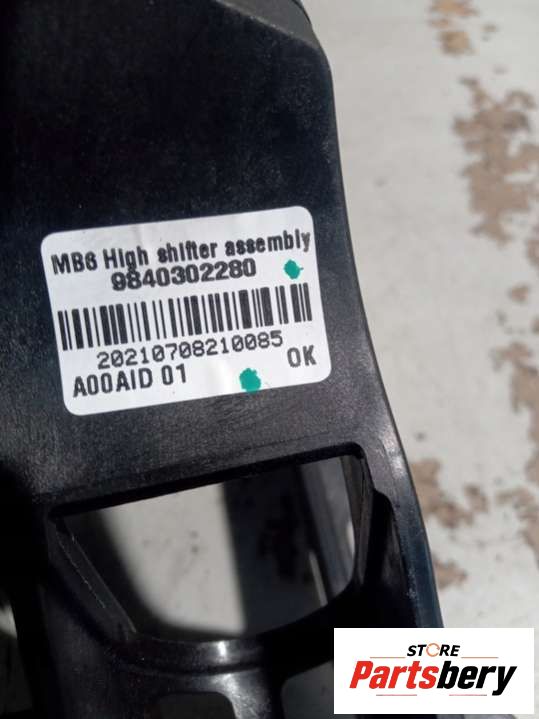 MB6 High shifter assembly
9840302280
20210708210085
A00AID 01 OK
STORE
Partsbery